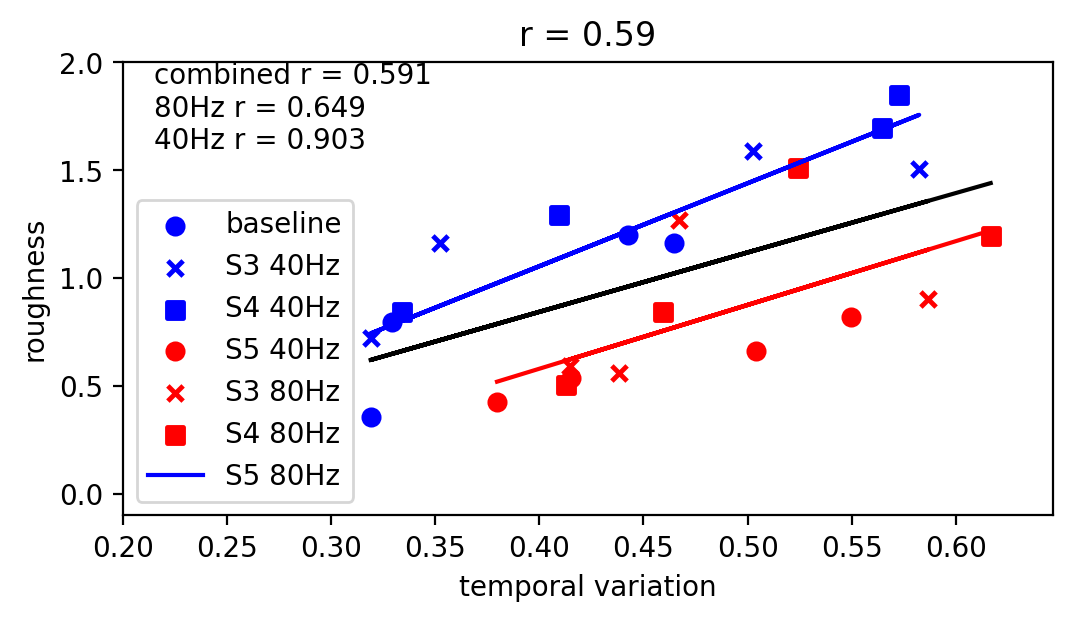 r = 0.59
combined r = 0.591
80Hz r = 0.649
40Hz r = 0.903
baseline
S3 40Hz
S4 40Hz
S5 40Hz
S3 80Hz
S4 80Hz
S5 80Hz
roughness
2.0
1.5
1.0
0.5
0.0
0.20 0.25 0.30 0.35 0.40 0.45 0.50 0.55 0.60
temporal variation